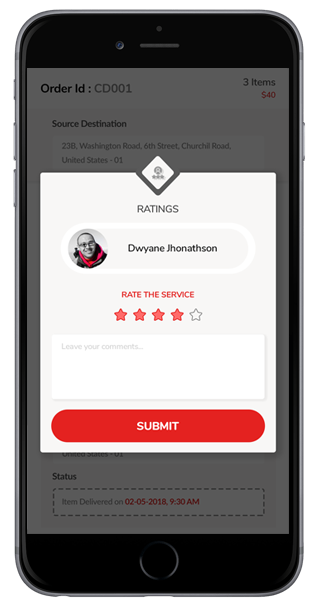 Order Id : CD001
3 Items
$40
Source Destination
23B, Washington Road, 6th Street, Churchil Road,
United States - 01
RATINGS
Dwyane Jhonathson
RATE THE SERVICE
Leave your comments...
SUBMIT
United States - 01
Status
Item Delivered on 02-05-2018, 9:30 AM